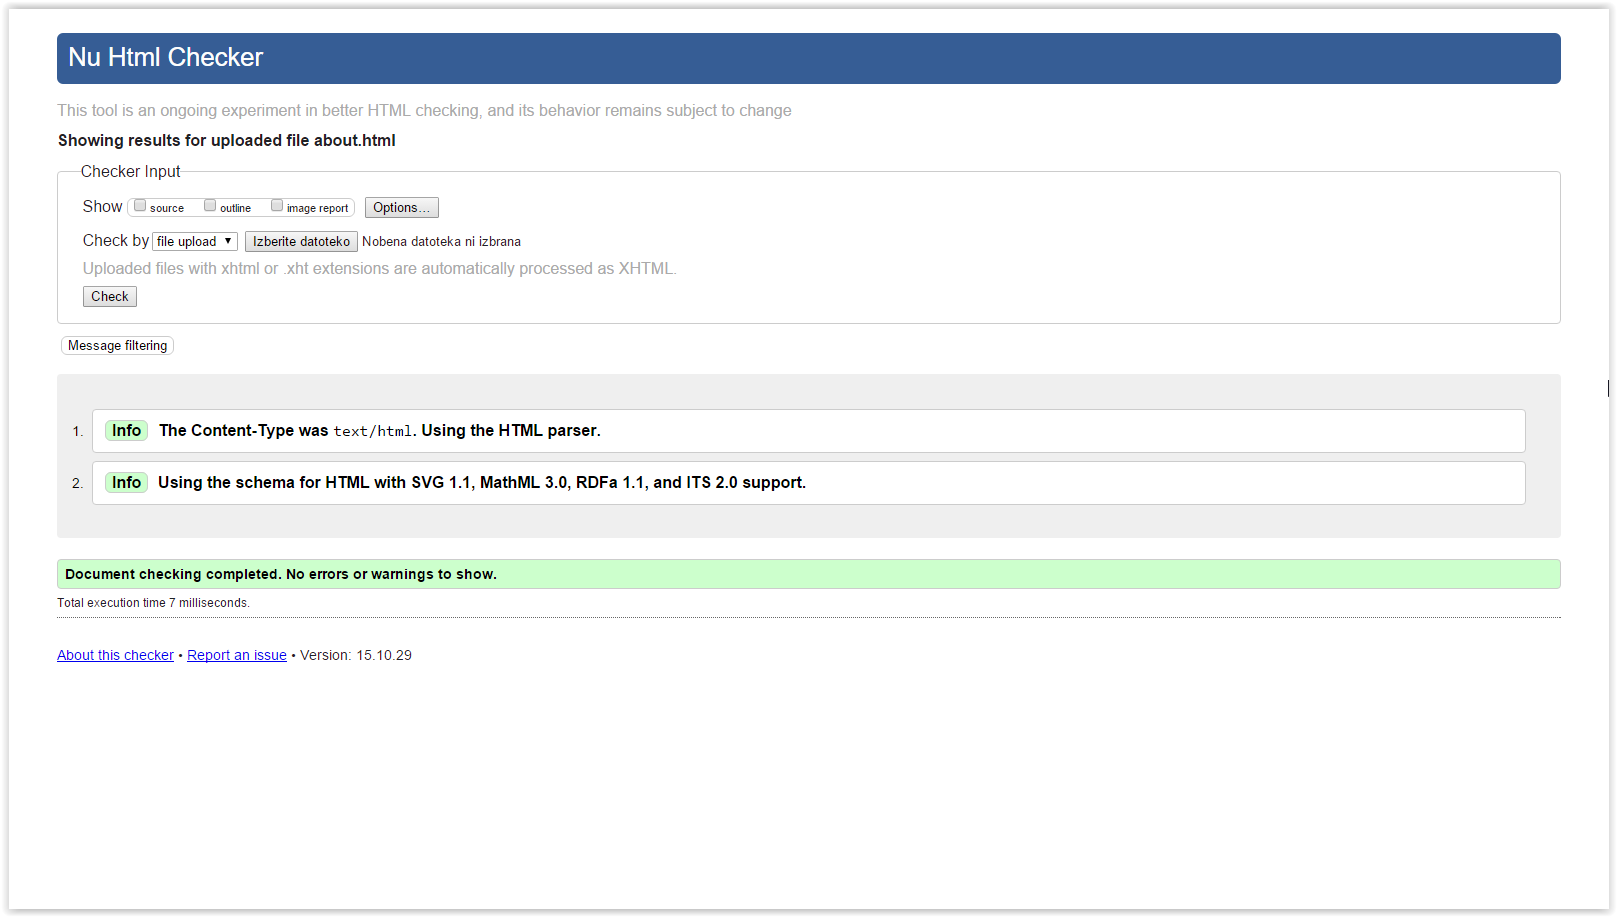 Nu Html Checker
This tool is an ongoing experiment in better HTML checking, and its behavior remains subject to change
Showing results for uploaded file about.html
Checker Input
Show source outline image report Options...
Check by file upload Izberite datoteko Nobena datoteka ni izbrana
Uploaded files with xhtml or .xht extensions are automatically processed as XHTML.
Check
Message filtering
1. Info The Content-Type was text/html. Using the HTML parser.
2. Info Using the schema for HTML with SVG 1.1, MathML 3.0, RDFa 1.1, and ITS 2.0 support.
Document checking completed. No errors or warnings to show.
Total execution time 7 milliseconds.
About this checker • Report an issue • Version: 15.10.29